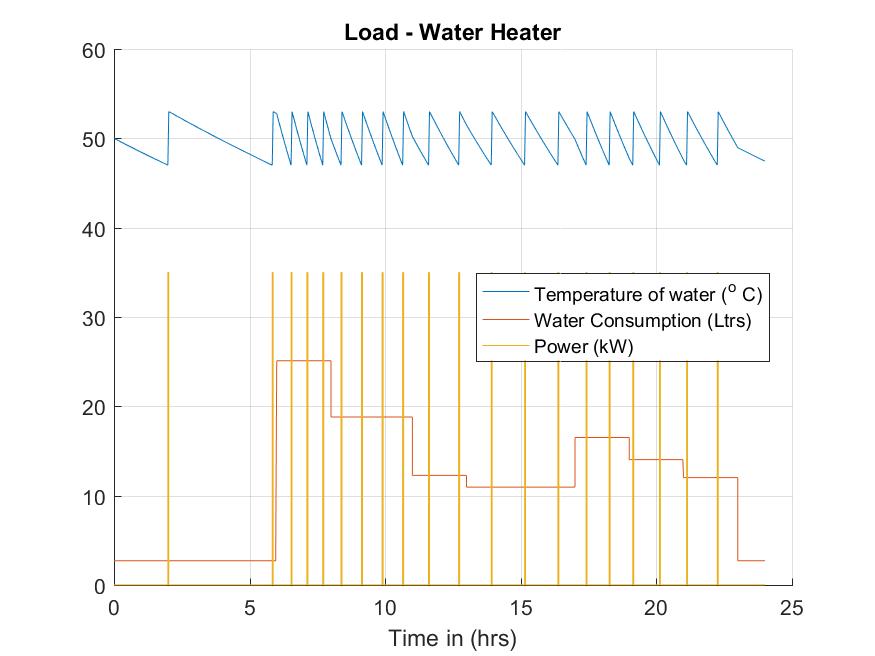 Load - Water Heater
60
50
40
30
20
10
0
Temperature of water (° C)
Water Consumption (Ltrs)
Power (kW)
0 5 10 15 20 25
Time in (hrs)